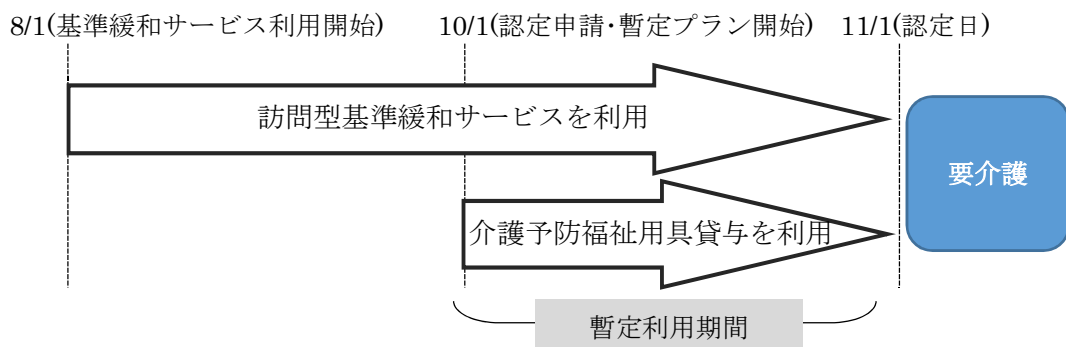 8/1(基準緩和サービス利用開始) 10/1(認定申請・暫定プラン開始) 11/1(認定日)
訪問型基準緩和サービスを利用
要介護
介護予防福祉用具貸与を利用
暫定利用期間